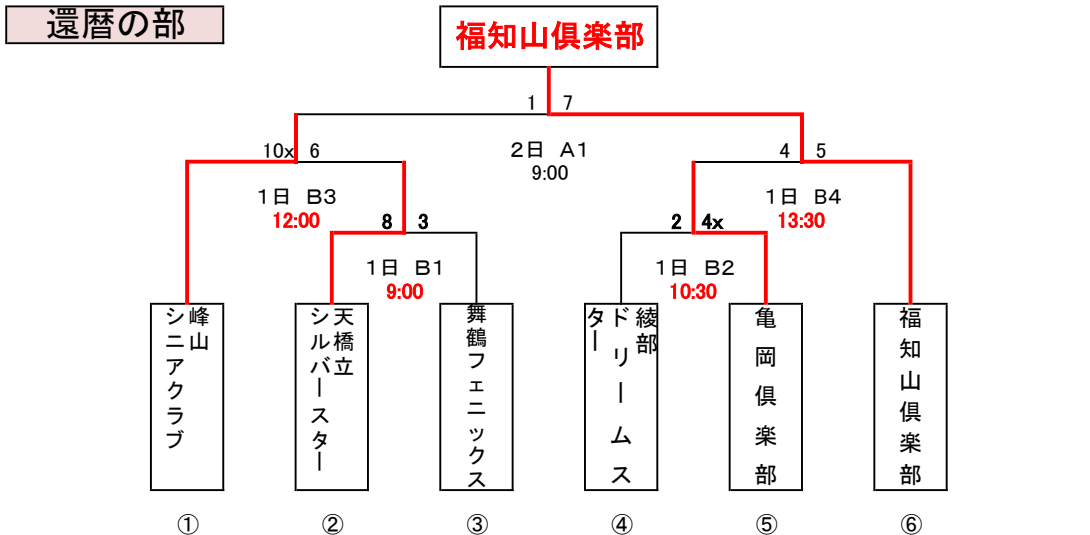 還暦の部
福知山倶楽部
1 7
2日 A1
9:00
10x 6
4 5
1日 B3
12:00
1日 B4
13:30
8 3
2 4x
1日 B1
9:00
1日 B2
10:30
峰山
シニアクラブ
天橋立
シルバースター
舞鶴フェニックス
綾部
ドリームス
ター
亀岡倶楽部
福知山倶楽部
① ② ③ ④ ⑤ ⑥